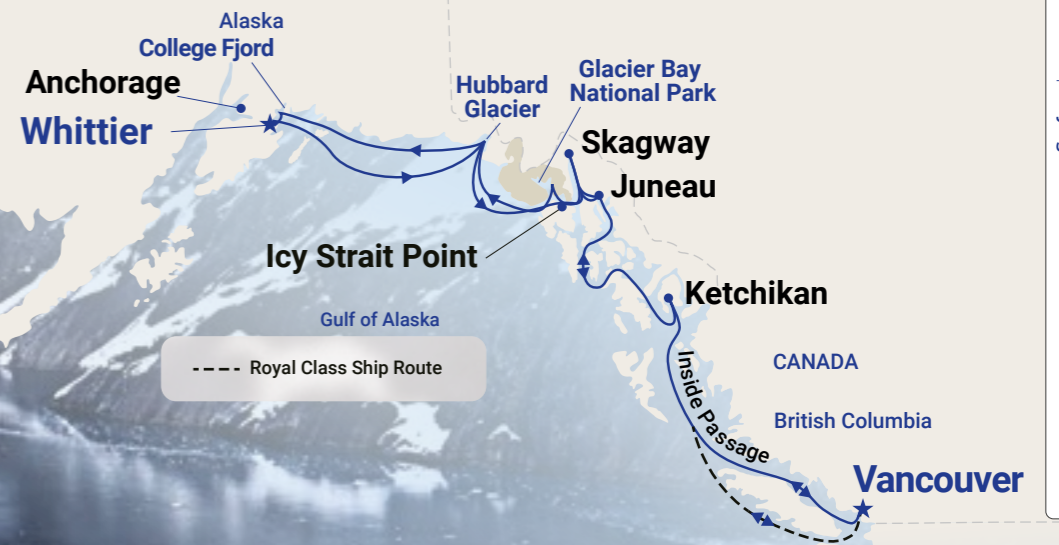 Alaska
College Fjord
Anchorage
Whittier
Hubbard
Glacier
Glacier Bay
National Park
Skagway
Juneau
Icy Strait Point
Ketchikan
Gulf of Alaska
Royal Class Ship Route
CANADA
Inside Passage
British Columbia
Vancouver